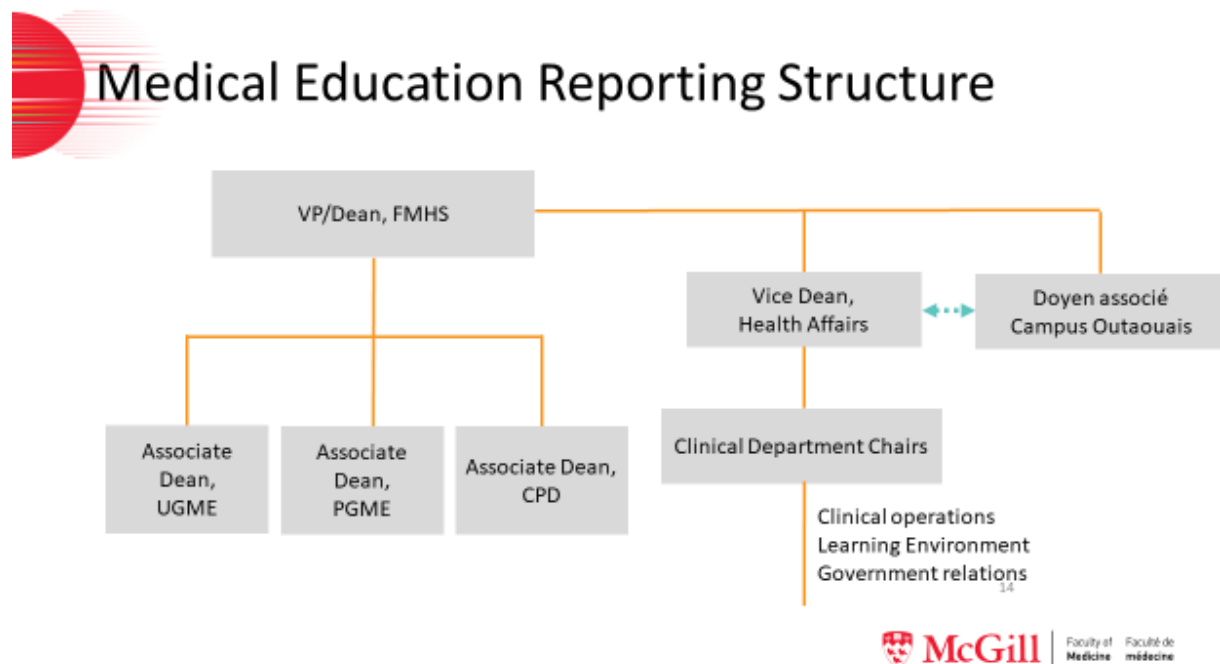 Medical Education Reporting Structure
VP/Dean, FMHS
Vice Dean,
Health Affairs
Doyen associé
Campus Outaouais
Associate
Dean,
UGME
Associate
Dean,
PGME
Associate Dean,
CPD
Clinical Department Chairs
Clinical operations
Learning Environment
Government relations
14
McGill
Faculty of
Medicine
Faculté de
médecine